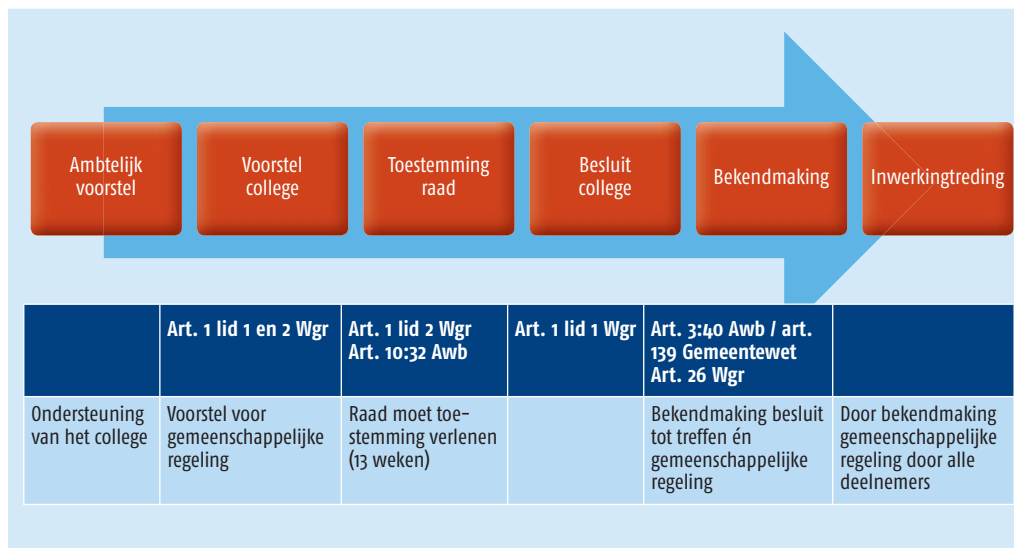 Ambtelijk
voorstel
Voorstel
college
Toestemming
raad
Besluit
college
Bekendmaking
Inwerkingtreding
Art. 1 lid 1 en 2 Wgr
Art. 1 lid 2 Wgr
Art. 10:32 Awb
Art. 1 lid 1 Wgr
Art. 3:40 Awb / art.
139 Gemeentewet
Art. 26 Wgr
Ondersteuning
van het college
Voorstel voor
gemeenschappelijke
regeling
Raad moet toe-
stemming verlenen
(13 weken)
Bekendmaking besluit
tot treffen én
gemeenschappelijke
regeling
Door bekendmaking
gemeenschappelijke
regeling door alle
deelnemers